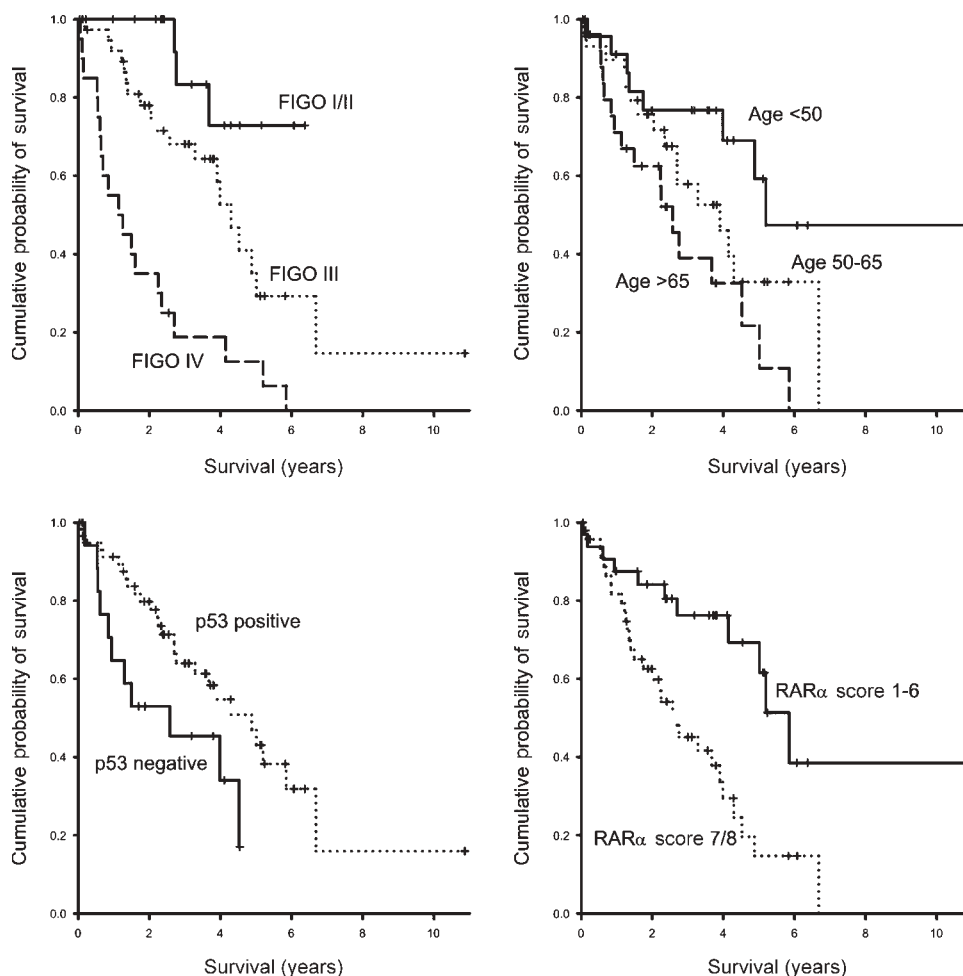 Cumulative probability of survival
1.0
0.8
0.6
0.4
0.2
0.0
FIGO I/II
FIGO III
FIGO IV
0 2 4 6 8 10
Survival (years)
Cumulative probability of survival
1.0
0.8
0.6
0.4
0.2
0.0
Age <50
Age 50-65
Age >65
0 2 4 6 8 10
Survival (years)
Cumulative probability of survival
1.0
0.8
0.6
0.4
0.2
0.0
p53 positive
p53 negative
0 2 4 6 8 10
Survival (years)
Cumulative probability of survival
1.0
0.8
0.6
0.4
0.2
0.0
RARα score 1-6
RARα score 7/8
0 2 4 6 8 10
Survival (years)